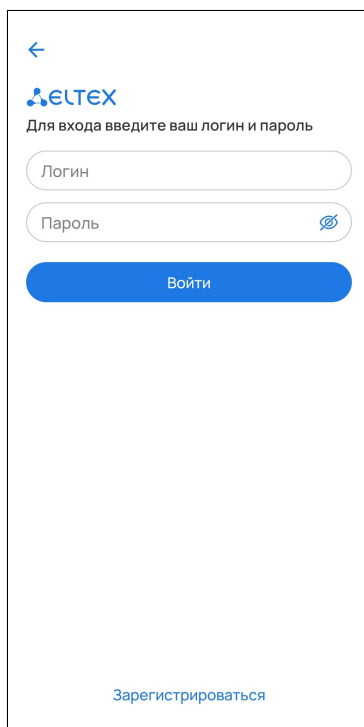 ELTEX
Для входа введите ваш логин и пароль
Логин
Пароль
Войти
Зарегистрироваться